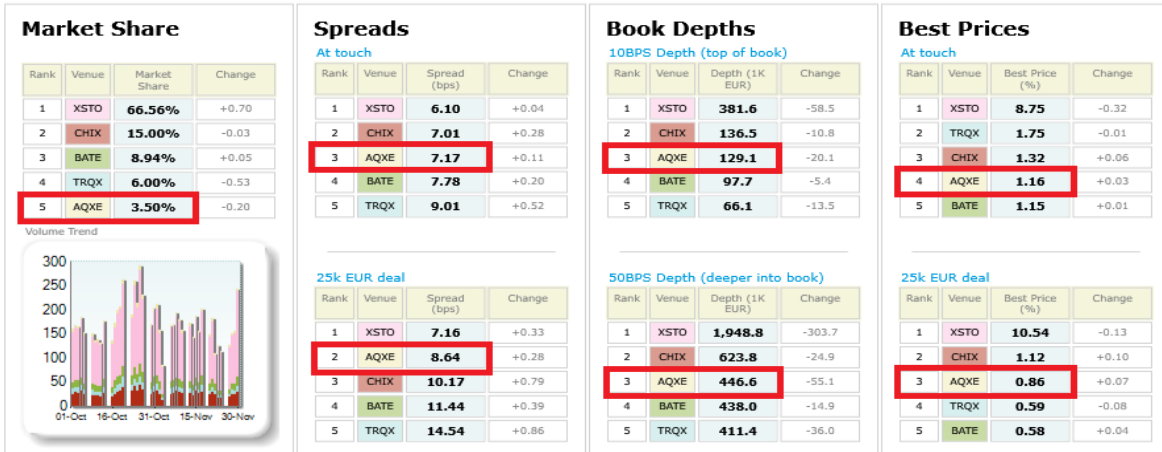 Market Share
Rank Venue Market Share Change
1 XSTO 66.56% +0.70
2 CHIX 15.00% -0.03
3 BATE 8.94% +0.05
4 TRQX 6.00% -0.53
5 AQXE 3.50% -0.20
Volume Trend
300
250
200
150
100
50
0
01-Oct 16-Oct 31-Oct 15-Nov 30-Nov
Spreads
At touch
Rank Venue Spread (bps) Change
1 XSTO 6.10 +0.04
2 CHIX 7.01 +0.28
3 AQXE 7.17 +0.11
4 BATE 7.78 +0.20
5 TRQX 9.01 +0.52
25k EUR deal
Rank Venue Spread (bps) Change
1 XSTO 7.16 +0.33
2 AQXE 8.64 +0.28
3 CHIX 10.17 +0.79
4 BATE 11.44 +0.39
5 TRQX 14.54 +0.86
Book Depths
10BPS Depth (top of book)
Rank Venue Depth (1K EUR) Change
1 XSTO 381.6 -58.5
2 CHIX 136.5 -10.8
3 AQXE 129.1 -20.1
4 BATE 97.7 -5.4
5 TRQX 66.1 -13.5
50BPS Depth (deeper into book)
Rank Venue Depth (1K EUR) Change
1 XSTO 1,948.8 -303.7
2 CHIX 623.8 -24.9
3 AQXE 446.6 -55.1
4 BATE 438.0 -14.9
5 TRQX 411.4 -36.0
Best Prices
At touch
Rank Venue Best Price (%) Change
1 XSTO 8.75 -0.32
2 TRQX 1.75 -0.01
3 CHIX 1.32 +0.06
4 AQXE 1.16 +0.03
5 BATE 1.15 +0.01
25k EUR deal
Rank Venue Best Price (%) Change
1 XSTO 10.54 -0.13
2 CHIX 1.12 +0.10
3 AQXE 0.86 +0.07
4 TRQX 0.59 -0.08
5 BATE 0.58 +0.04